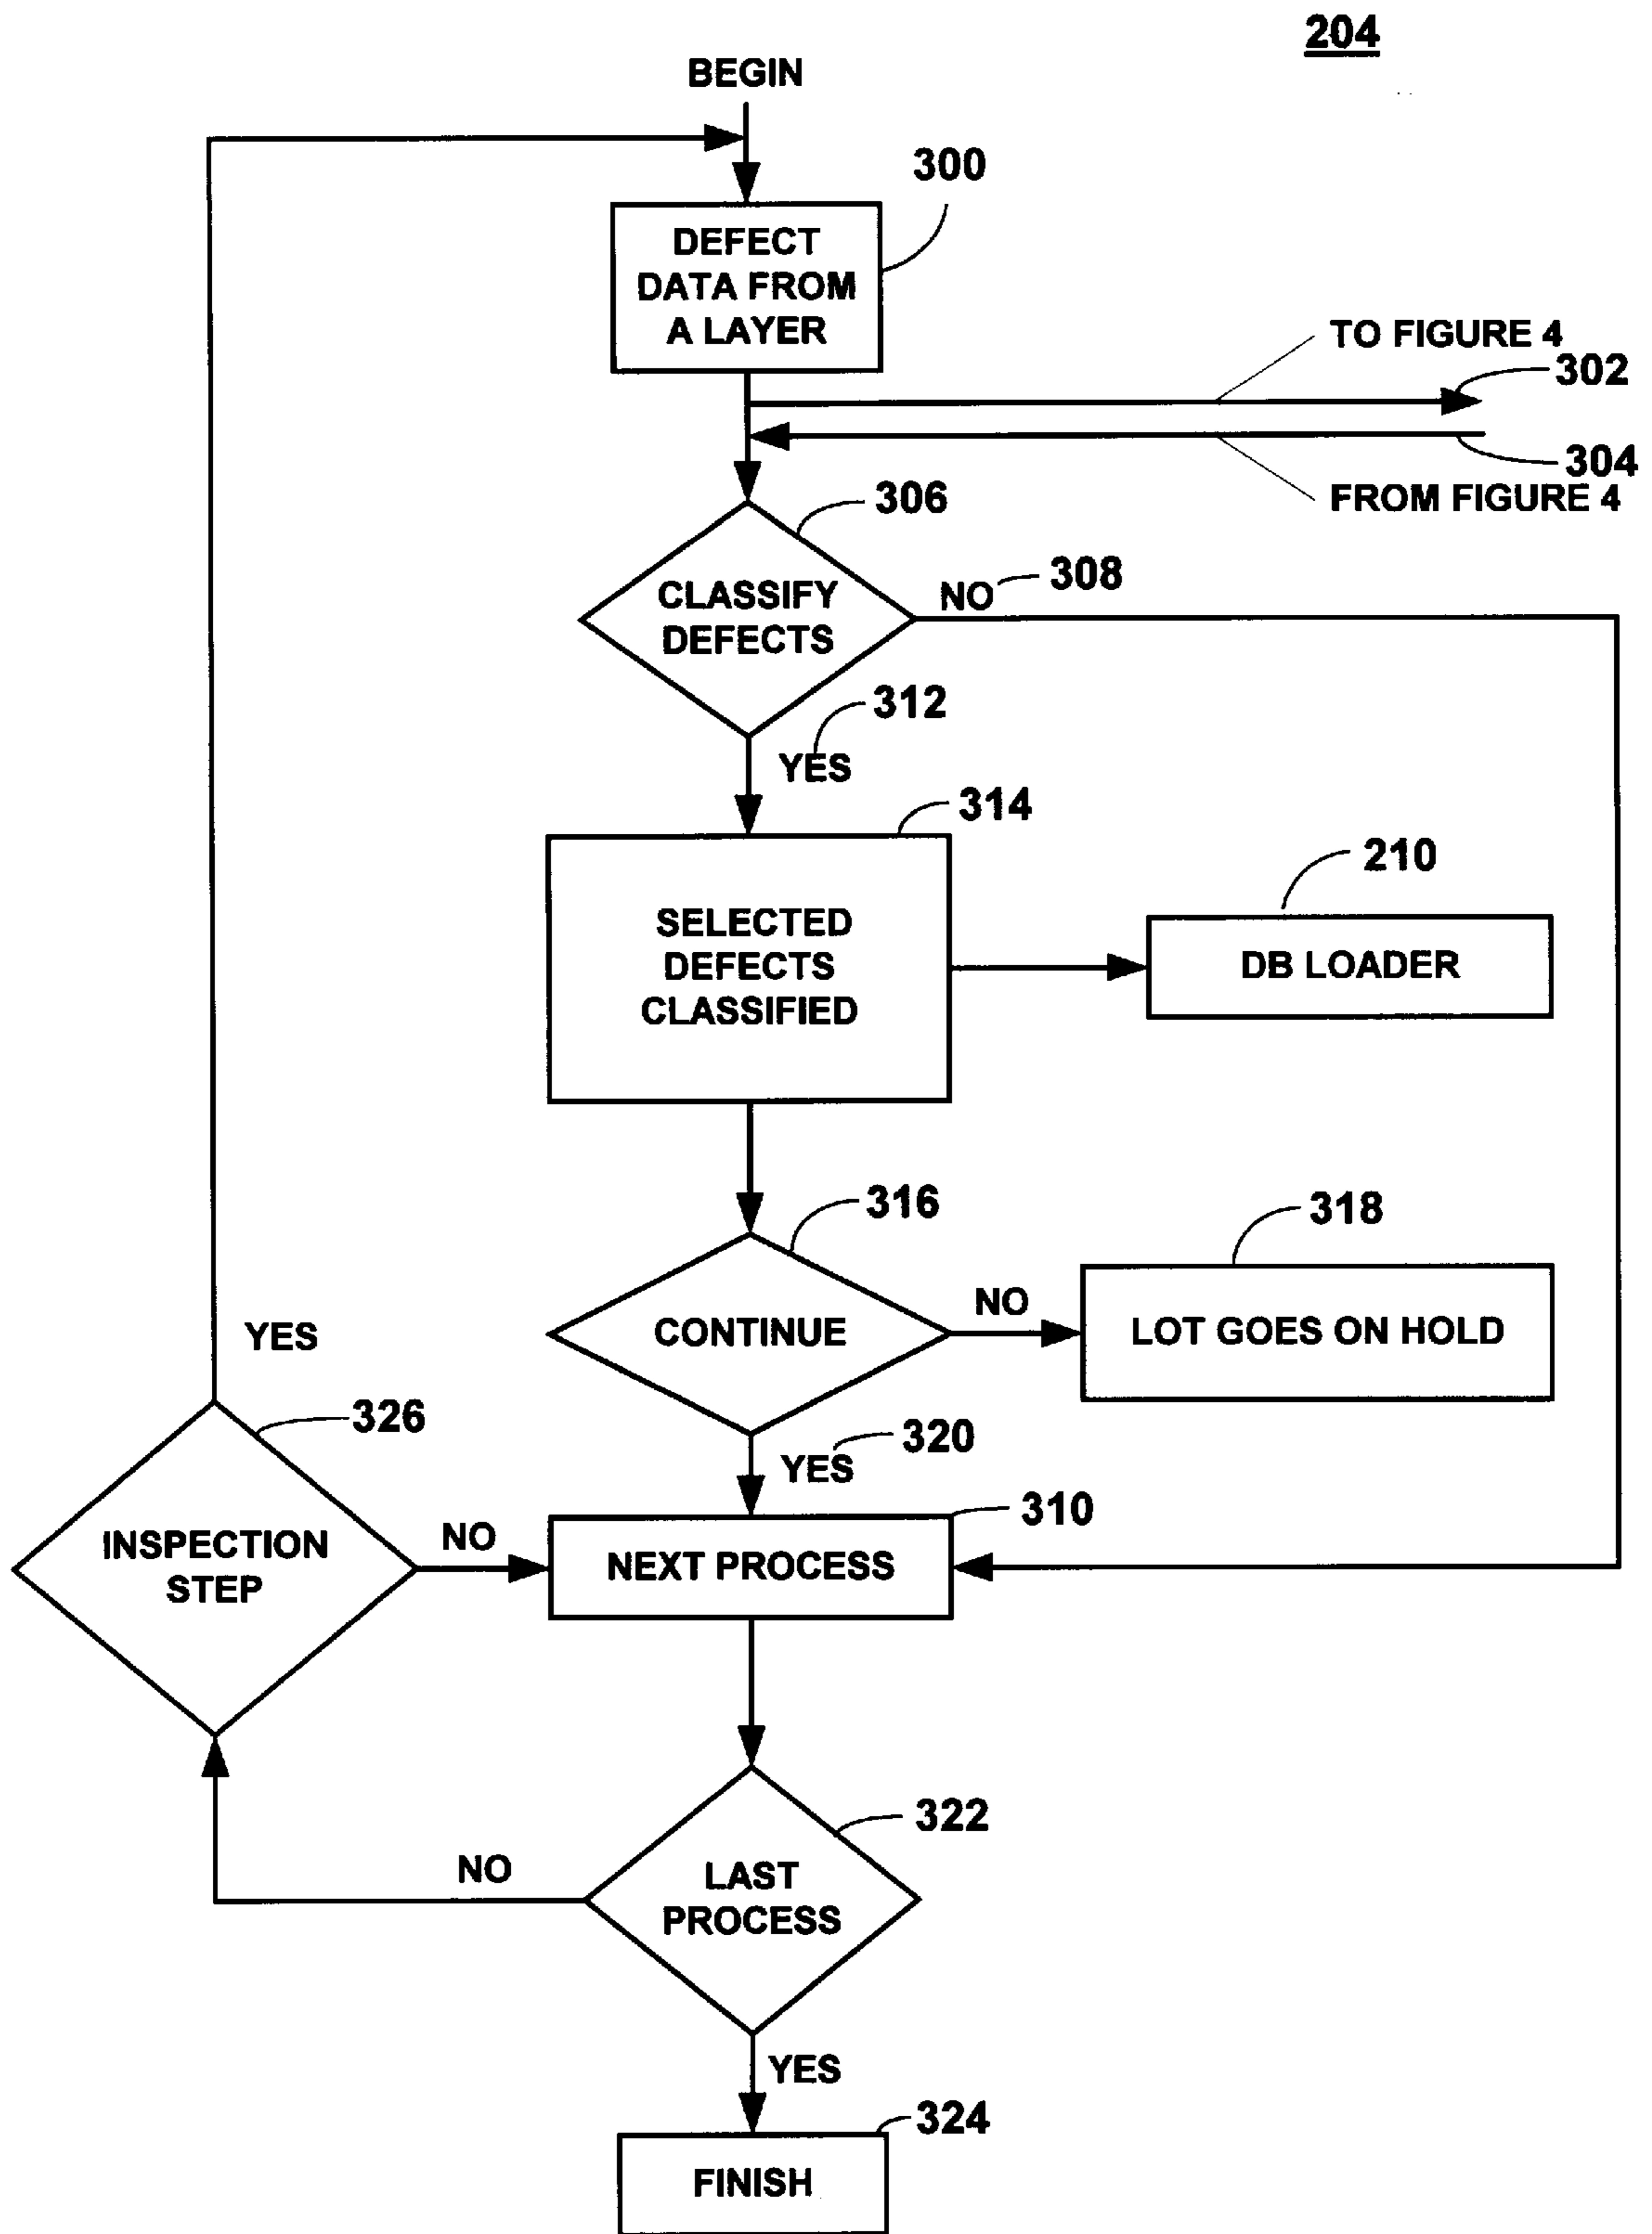 204
BEGIN
300
DEFECT
DATA FROM
A LAYER
TO FIGURE 4
302
304
FROM FIGURE 4
306
CLASSIFY
DEFECTS
NO
308
312
YES
314
SELECTED
DEFECTS
CLASSIFIED
210
DB LOADER
316
CONTINUE
NO
318
LOT GOES ON HOLD
YES
326
320
YES
310
INSPECTION
STEP
NO
NEXT PROCESS
322
NO
LAST
PROCESS
YES
324
FINISH